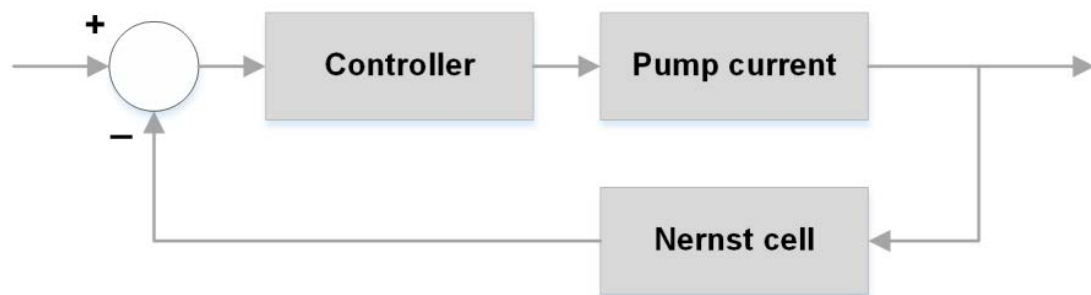 +
Controller
Pump current
–
Nernst cell